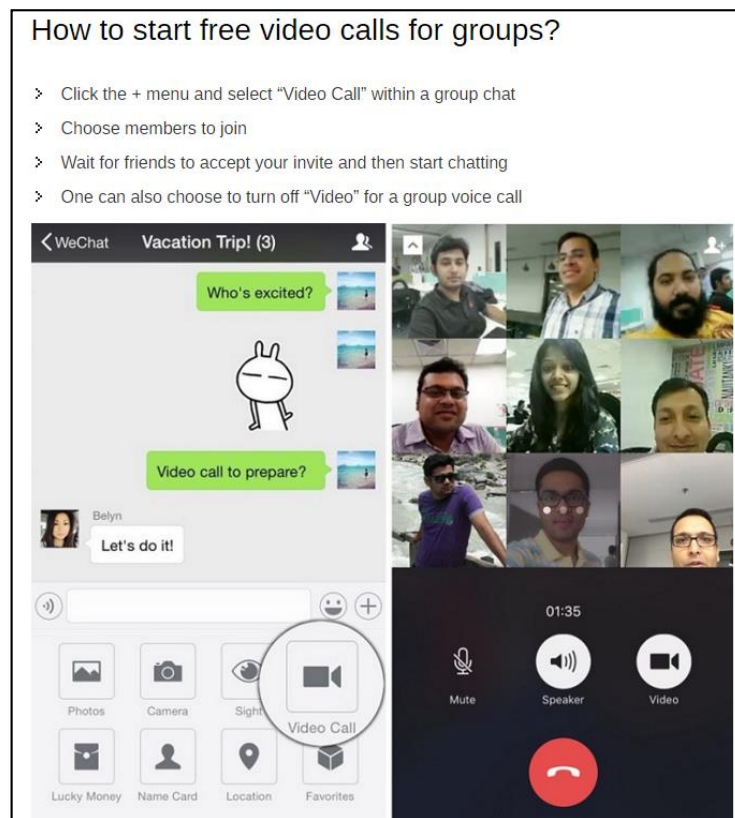 How to start free video calls for groups?
Click the + menu and select “Video Call” within a group chat
Choose members to join
Wait for friends to accept your invite and then start chatting
One can also choose to turn off “Video” for a group voice call
WeChat Vacation Trip! (3)
Who's excited?
Video call to prepare?
Belyn
Let's do it!
Photos Camera Sight Video Call
Lucky Money Name Card Location Favorites
01:35
Mute Speaker Video